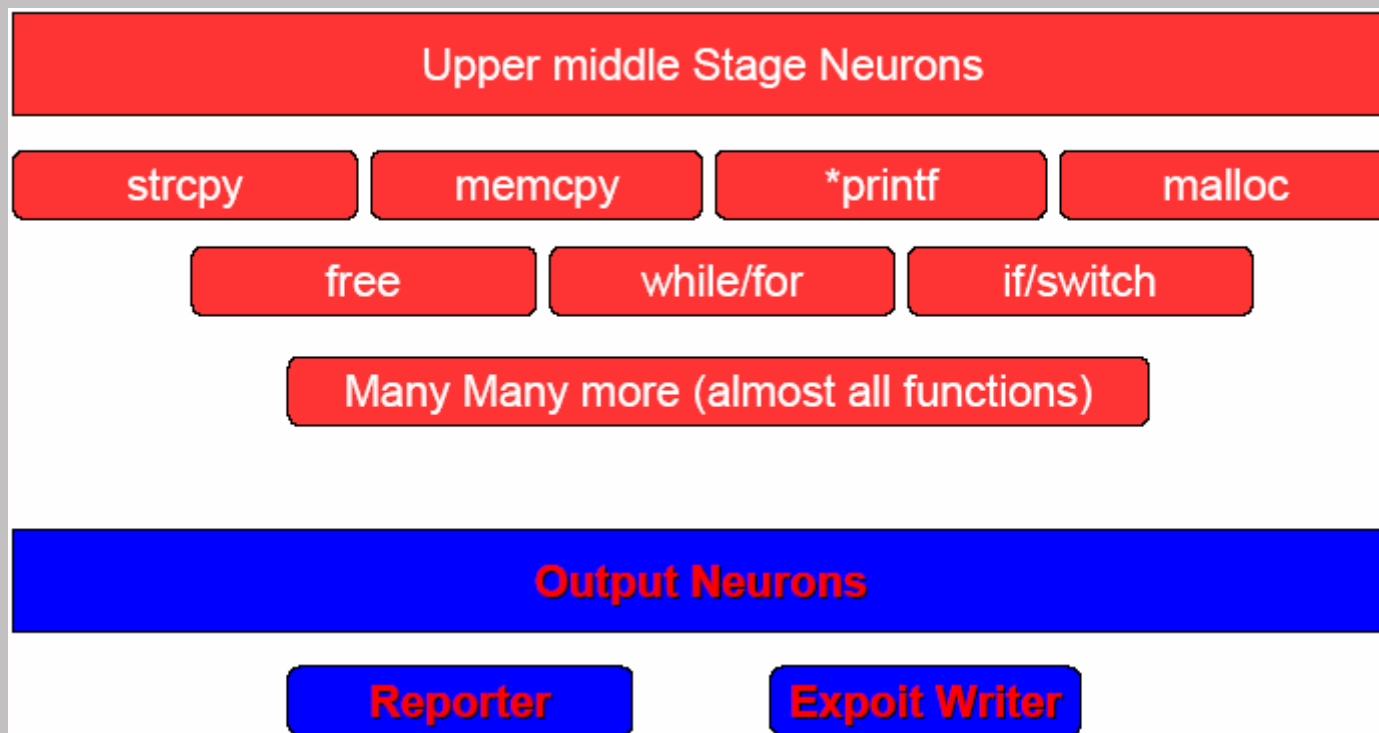 Upper middle Stage Neurons
strcpy memcpy *printf malloc
free while/for if/switch
Many Many more (almost all functions)
Output Neurons
Reporter Expoit Writer